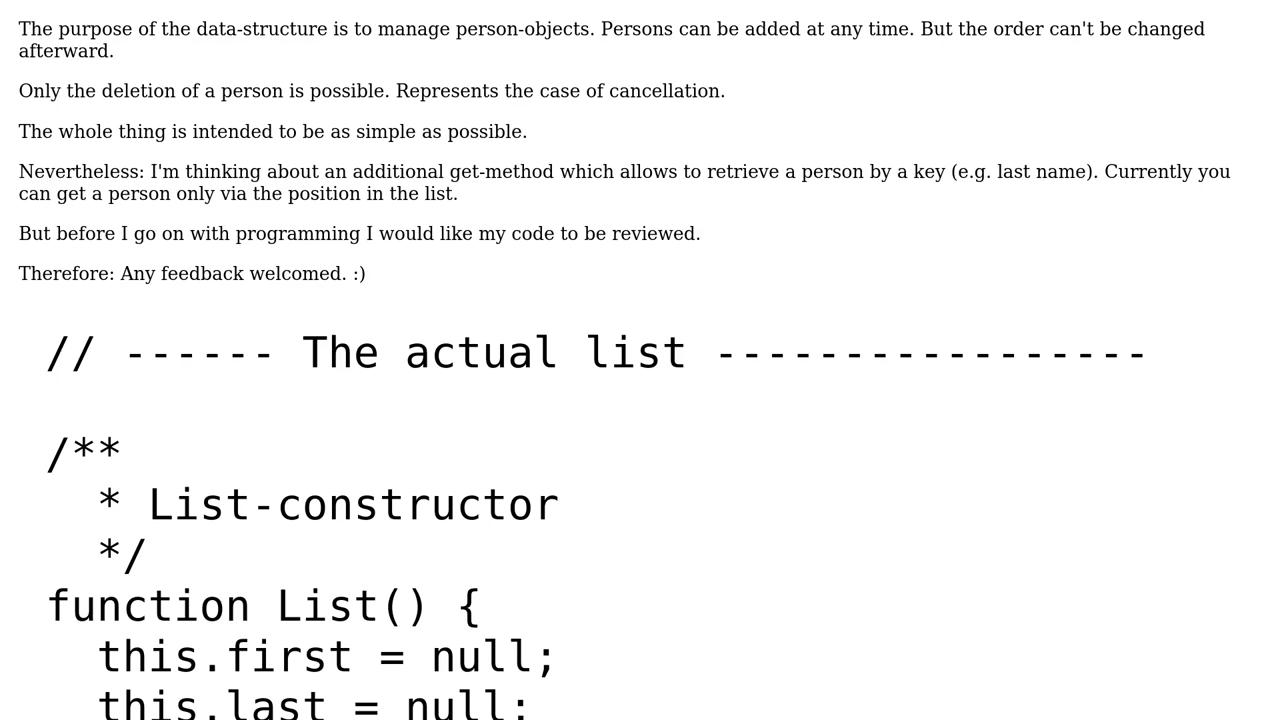 The purpose of the data-structure is to manage person-objects. Persons can be added at any time. But the order can't be changed
afterward.
Only the deletion of a person is possible. Represents the case of cancellation.
The whole thing is intended to be as simple as possible.
Nevertheless: I'm thinking about an additional get-method which allows to retrieve a person by a key (e.g. last name). Currently you
can get a person only via the position in the list.
But before I go on with programming I would like my code to be reviewed.
Therefore: Any feedback welcomed. :)
// ------ The actual list -----------------
/**
  * List-constructor
  */
function List() {
  this.first = null;
  this.last = null;